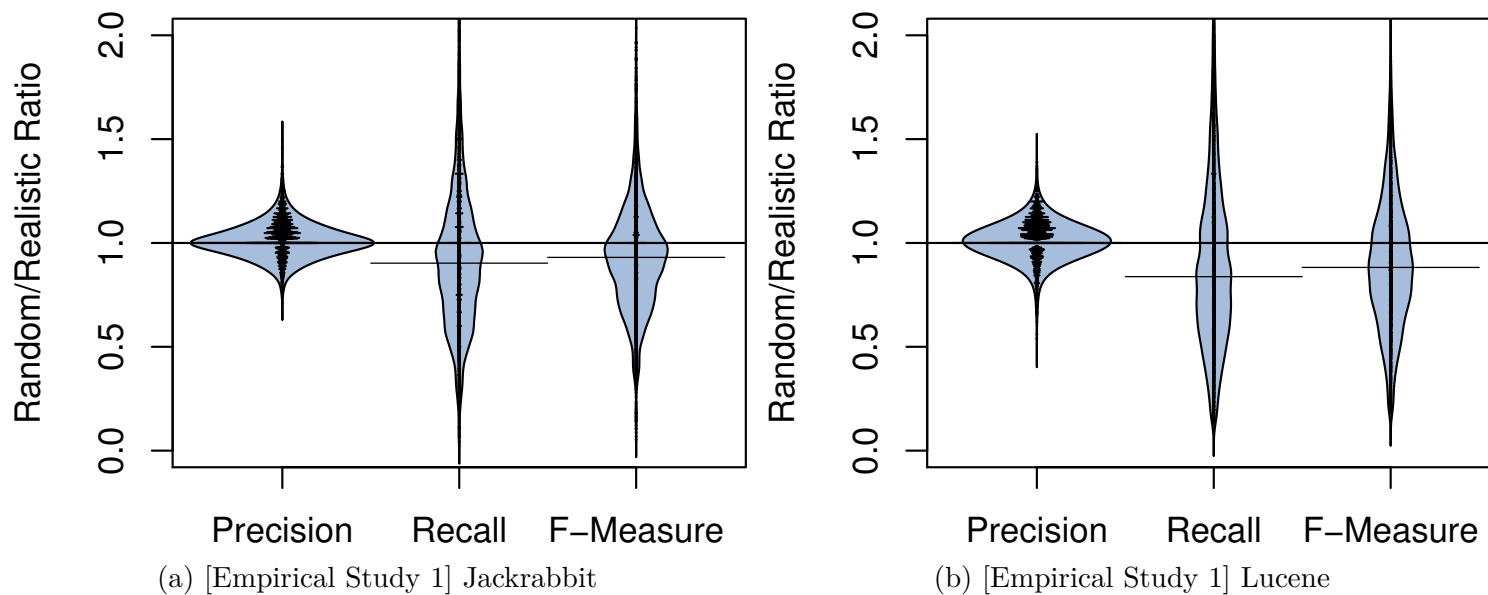 Random/Realistic Ratio
2.0
1.5
1.0
0.5
0.0
Precision Recall F−Measure
(a) [Empirical Study 1] Jackrabbit
Random/Realistic Ratio
2.0
1.5
1.0
0.5
0.0
Precision Recall F−Measure
(b) [Empirical Study 1] Lucene